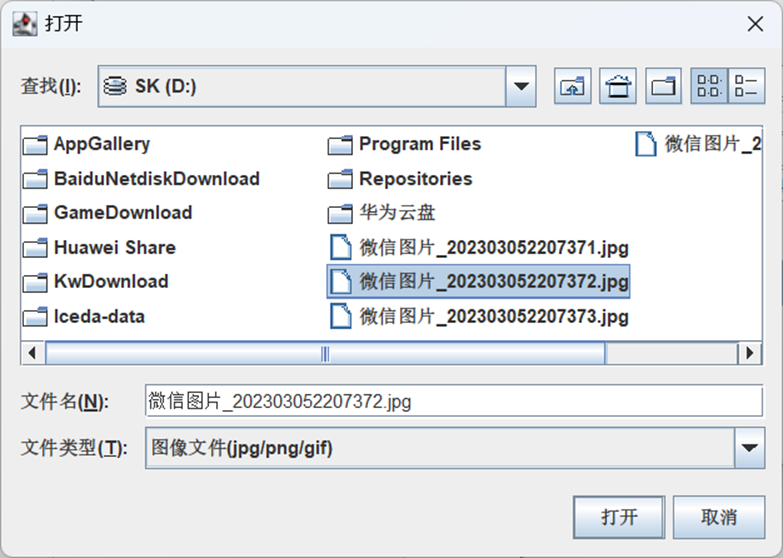 打开
查找(I): SK (D:)
AppGallery
BaiduNetdiskDownload
GameDownload
Huawei Share
KwDownload
lceda-data
Program Files
Repositories
华为云盘
微信图片_202303052207371.jpg
微信图片_202303052207372.jpg
微信图片_202303052207373.jpg
微信图片_2
文件名(N): 微信图片_202303052207372.jpg
文件类型(T): 图像文件(jpg/png/gif)
打开 取消